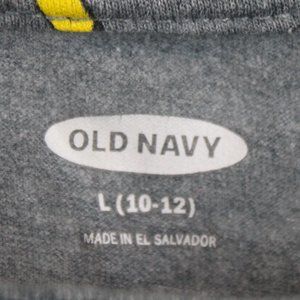 OLD NAVY
L (10-12)
MADE IN EL SALVADOR